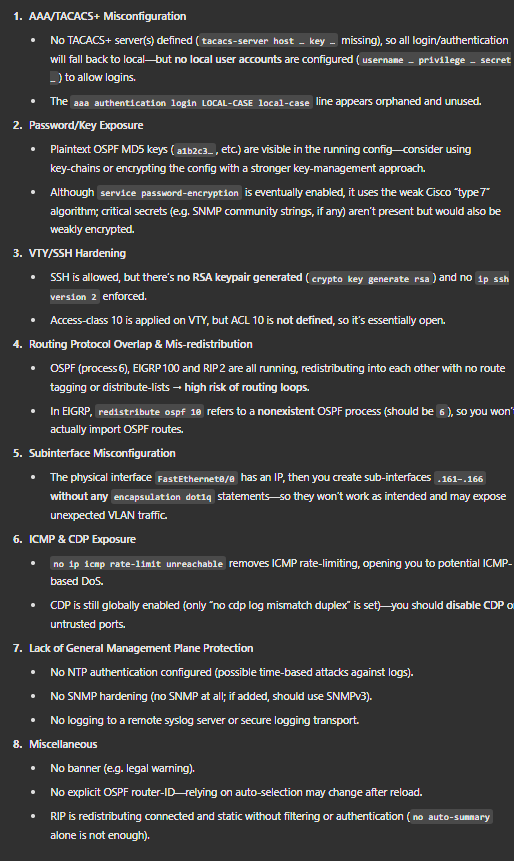 1. AAA/TACACS+ Misconfiguration
• No TACACS+ server(s) defined ( tacacs-server host … key … missing), so all login/authentication
will fall back to local—but no local user accounts are configured ( username … privilege … secret
… ) to allow logins.
• The aaa authentication login LOCAL-CASE local-case line appears orphaned and unused.
2. Password/Key Exposure
• Plaintext OSPF MD5 keys ( a1b2c3… , etc.) are visible in the running config—consider using
key-chains or encrypting the config with a stronger key-management approach.
• Although service password-encryption is eventually enabled, it uses the weak Cisco “type 7”
algorithm; critical secrets (e.g. SNMP community strings, if any) aren’t present but would also be
weakly encrypted.
3. VTY/SSH Hardening
• SSH is allowed, but there’s no RSA keypair generated ( crypto key generate rsa ) and no ip ssh
version 2 enforced.
• Access-class 10 is applied on VTY, but ACL 10 is not defined, so it’s essentially open.
4. Routing Protocol Overlap & Mis-redistribution
• OSPF (process 6), EIGRP 100 and RIP 2 are all running, redistributing into each other with no route
tagging or distribute-lists → high risk of routing loops.
• In EIGRP, redistribute ospf 10 refers to a nonexistent OSPF process (should be 6 ), so you won’t
actually import OSPF routes.
5. Subinterface Misconfiguration
• The physical interface FastEthernet0/0 has an IP, then you create sub-interfaces .161–.166
without any encapsulation dot1q statements—so they won’t work as intended and may expose
unexpected VLAN traffic.
6. ICMP & CDP Exposure
• no ip icmp rate-limit unreachable removes ICMP rate-limiting, opening you to potential ICMP-
based DoS.
• CDP is still globally enabled (only “no cdp log mismatch duplex” is set)—you should disable CDP o
untrusted ports.
7. Lack of General Management Plane Protection
• No NTP authentication configured (possible time-based attacks against logs).
• No SNMP hardening (no SNMP at all; if added, should use SNMPv3).
• No logging to a remote syslog server or secure logging transport.
8. Miscellaneous
• No banner (e.g. legal warning).
• No explicit OSPF router-ID—relying on auto-selection may change after reload.
• RIP is redistributing connected and static without filtering or authentication ( no auto-summary
alone is not enough).